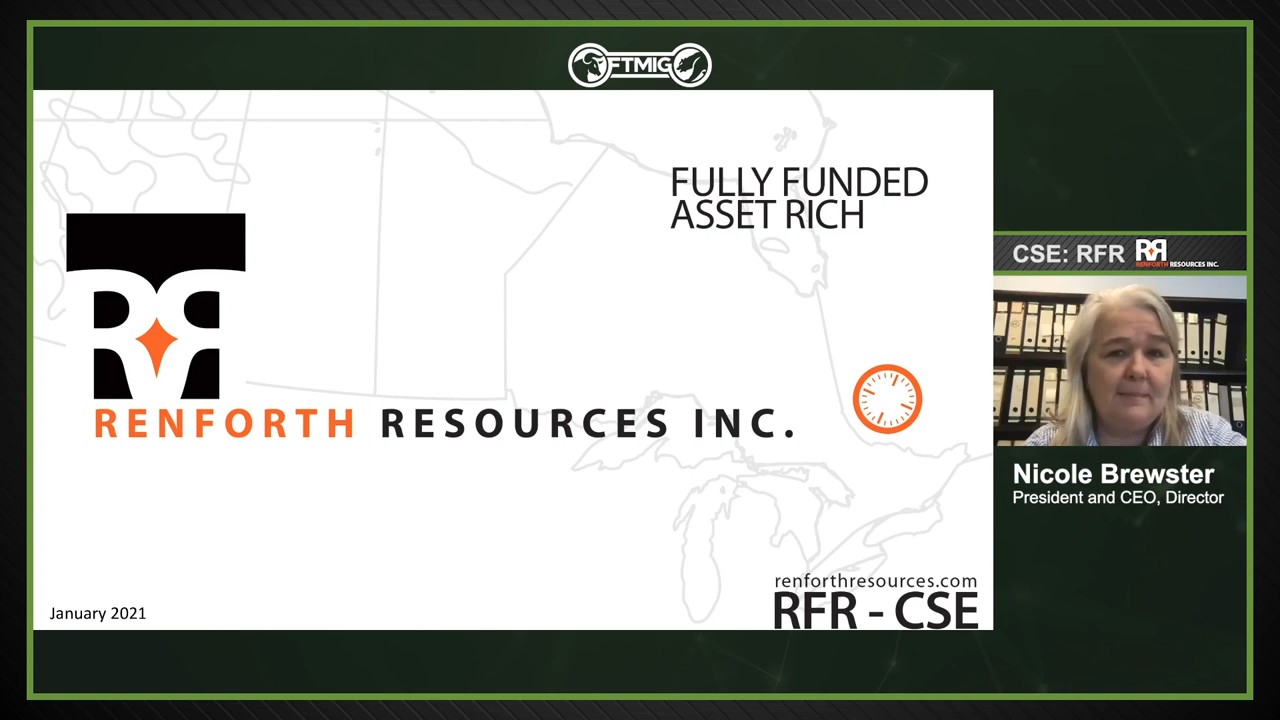 FTMIG
FULLY FUNDED
ASSET RICH
RENFORTH RESOURCES INC.
January 2021
renforthresources.com
RFR - CSE
CSE: RFR
RENFORTH RESOURCES INC.
Nicole Brewster
President and CEO, Director